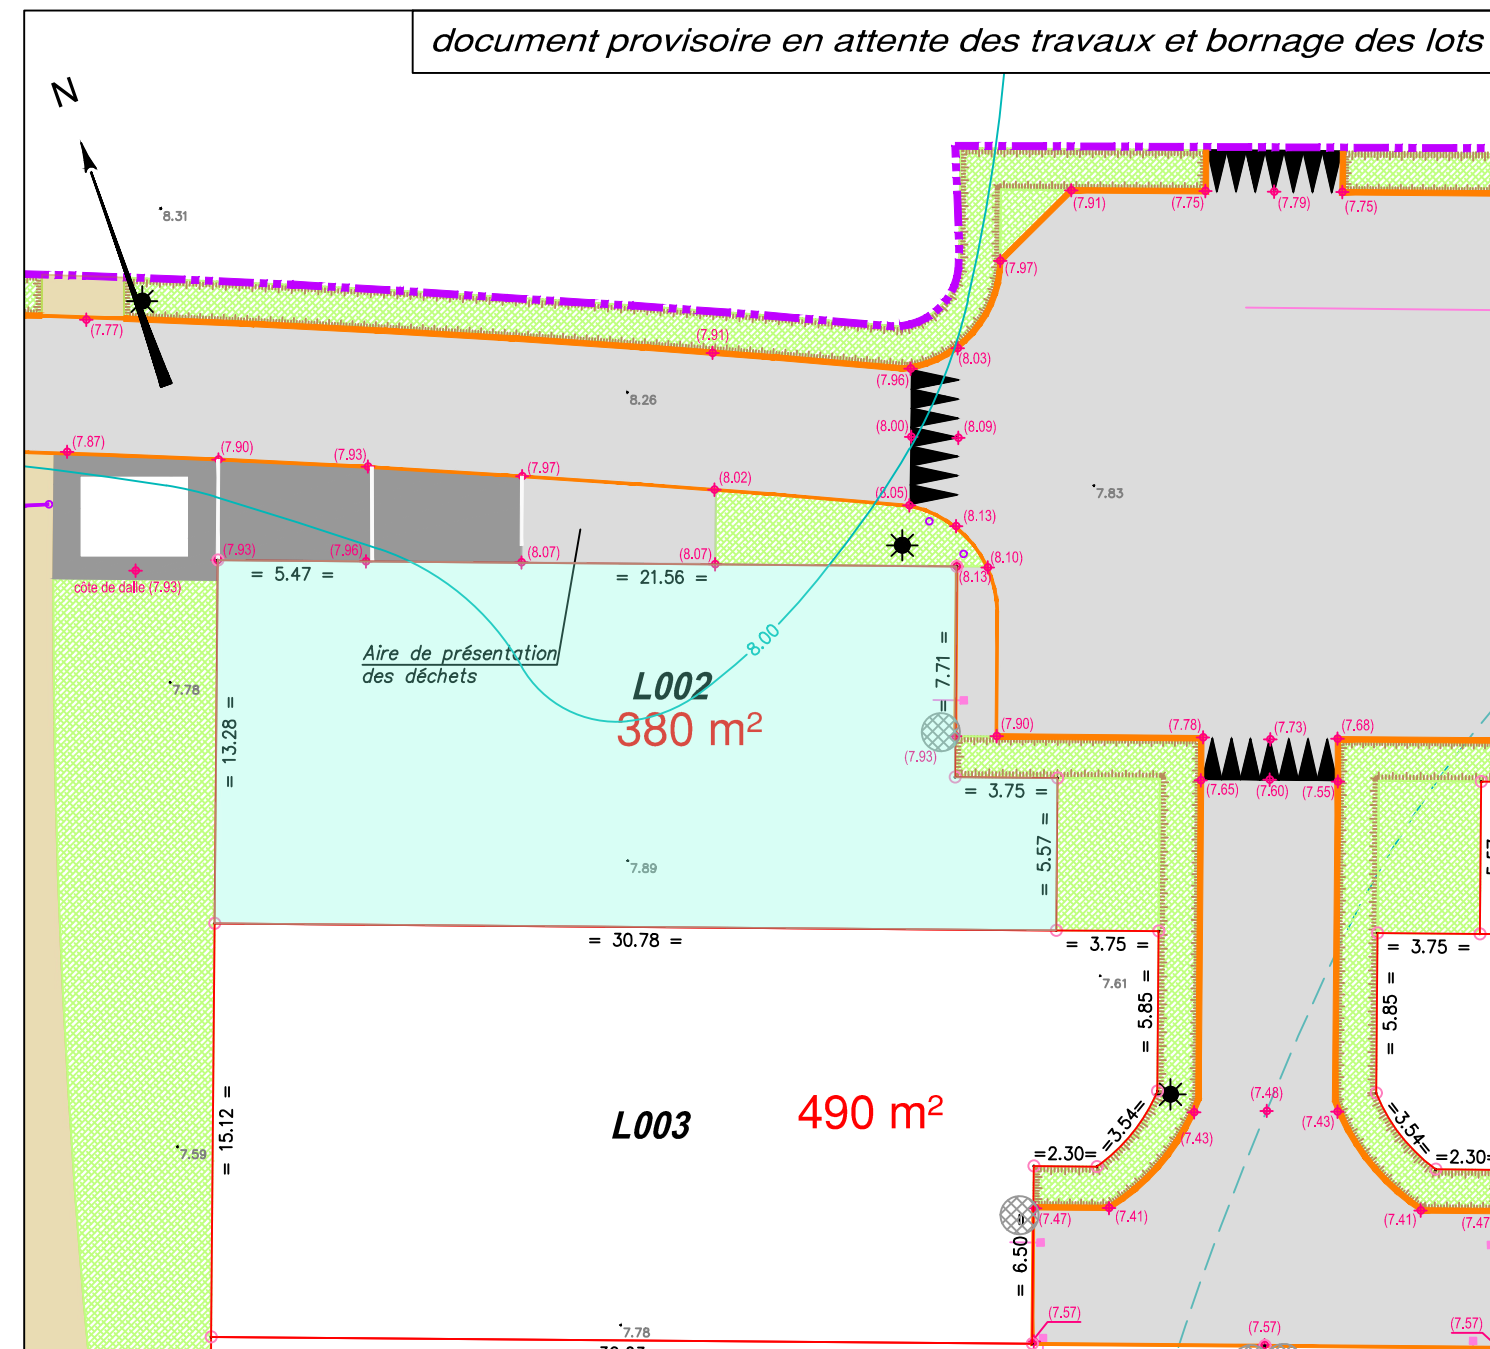 document provisoire en attente des travaux et bornage des lots
N
8.31
(7.91)
(7.75)
(7.79)
(7.75)
(7.97)
(7.77)
(7.91)
(8.03)
(7.96)
8.26
(8.00)
(8.09)
(7.87)
(7.90)
(7.93)
(7.97)
(8.02)
(8.05)
7.83
(8.13)
(7.93)
(7.96)
(8.07)
(8.07)
(8.10)
(8.13)
côte de dalle (7.93)
= 5.47 =
= 21.56 =
8.00
Aire de présentation
des déchets
= 7.71 =
7.78
L002
380 m²
= 13.28 =
(7.90)
(7.93)
(7.78)
(7.73)
(7.68)
(7.65)
(7.60)
(7.55)
= 3.75 =
= 5.57 =
7.89
= 30.78 =
= 3.75 =
= 3.75 =
7.61
= 5.85 =
= 5.85 =
L003
490 m²
= 15.12 =
7.59
=3.54=
(7.48)
(7.43)
(7.43)
=3.54=
=2.30=
=2.30=
(7.47)
(7.41)
(7.41)
(7.47
= 6.50 =
7.78
(7.57)
(7.57)
(7.57)